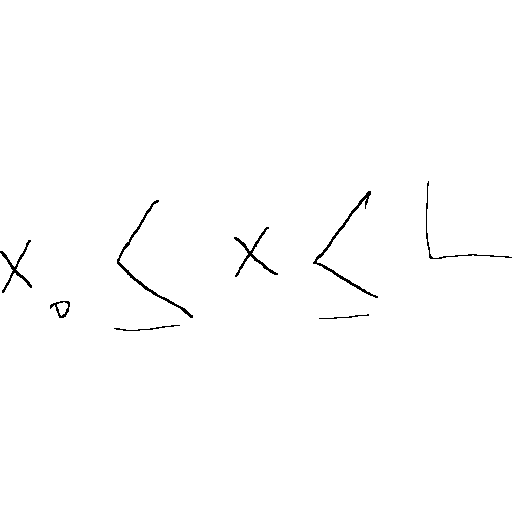 x₀ ≤ x ≤ L